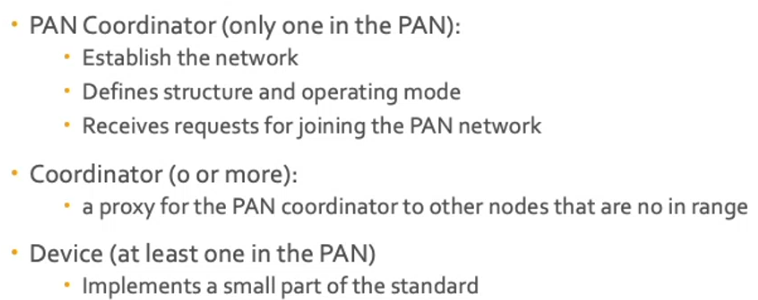 • PAN Coordinator (only one in the PAN):
• Establish the network
• Defines structure and operating mode
• Receives requests for joining the PAN network
• Coordinator (0 or more):
• a proxy for the PAN coordinator to other nodes that are no in range
• Device (at least one in the PAN)
• Implements a small part of the standard